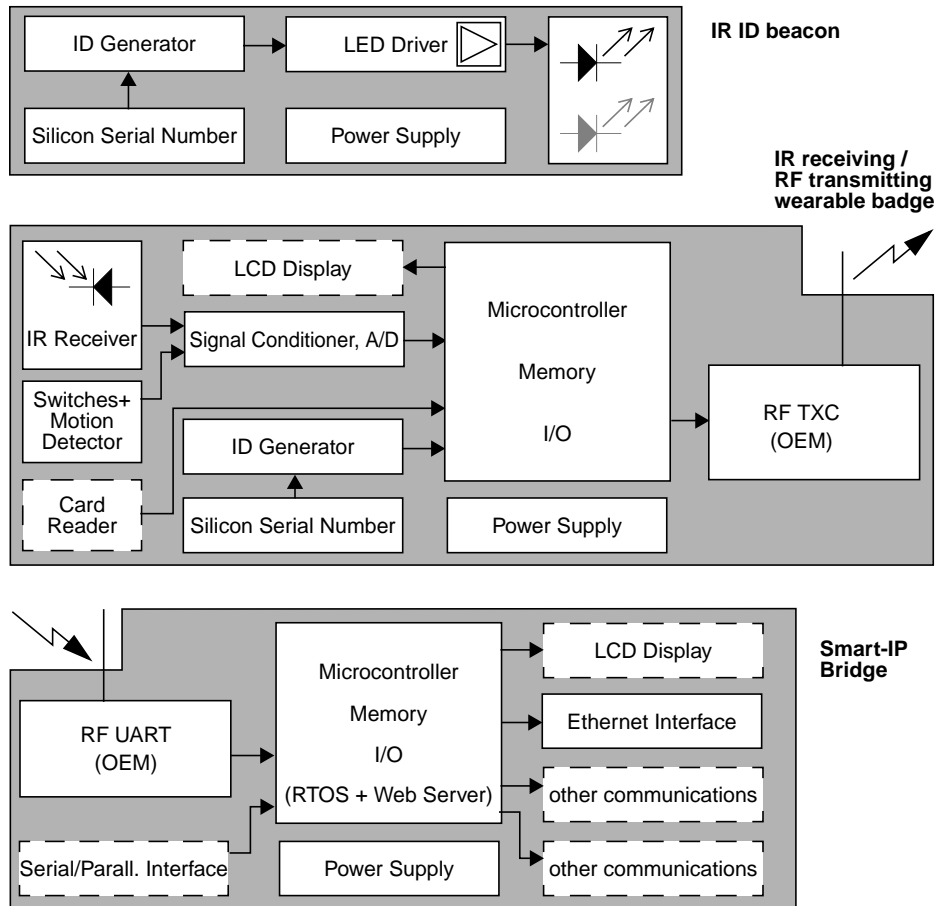 IR ID beacon
ID Generator
LED Driver
Silicon Serial Number
Power Supply
IR receiving /
RF transmitting
wearable badge
IR Receiver
LCD Display
Signal Conditioner, A/D
Switches+
Motion
Detector
ID Generator
Card
Reader
Silicon Serial Number
Microcontroller
Memory
I/O
Power Supply
RF TXC
(OEM)
Smart-IP
Bridge
RF UART
(OEM)
Serial/Parall. Interface
Microcontroller
Memory
I/O
(RTOS + Web Server)
Power Supply
LCD Display
Ethernet Interface
other communications
other communications